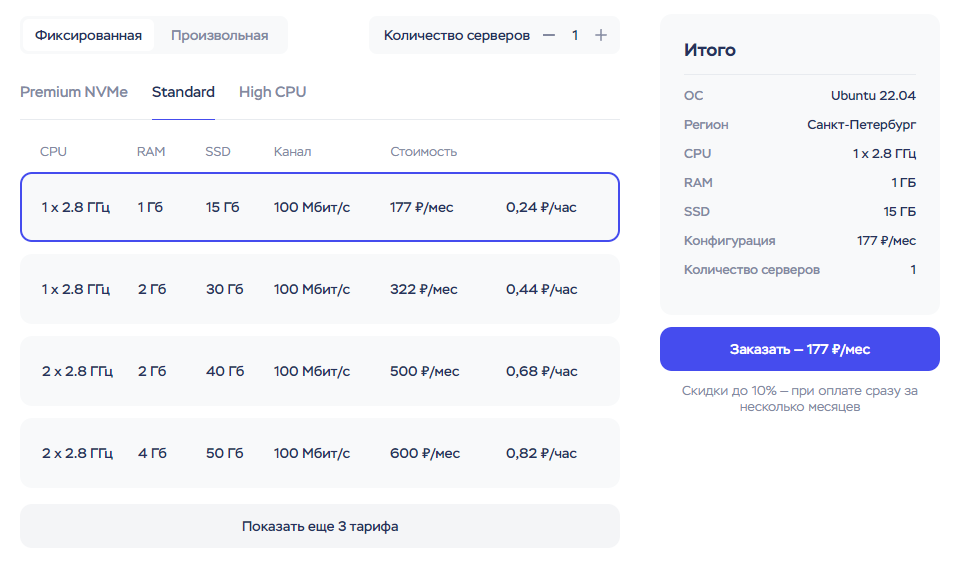 Фиксированная Произвольная Количество серверов — 1 +
Premium NVMe Standard High CPU
CPU RAM SSD Канал Стоимость
1 x 2.8 ГГц 1 Гб 15 Гб 100 Мбит/с 177 ₽/мес 0,24 ₽/час
1 x 2.8 ГГц 2 Гб 30 Гб 100 Мбит/с 322 ₽/мес 0,44 ₽/час
2 x 2.8 ГГц 2 Гб 40 Гб 100 Мбит/с 500 ₽/мес 0,68 ₽/час
2 x 2.8 ГГц 4 Гб 50 Гб 100 Мбит/с 600 ₽/мес 0,82 ₽/час
Показать еще 3 тарифа
Итого
ОС Ubuntu 22.04
Регион Санкт-Петербург
CPU 1 x 2.8 ГГц
RAM 1 ГБ
SSD 15 ГБ
Конфигурация 177 ₽/мес
Количество серверов 1
Заказать — 177 ₽/мес
Скидки до 10% — при оплате сразу за
несколько месяцев